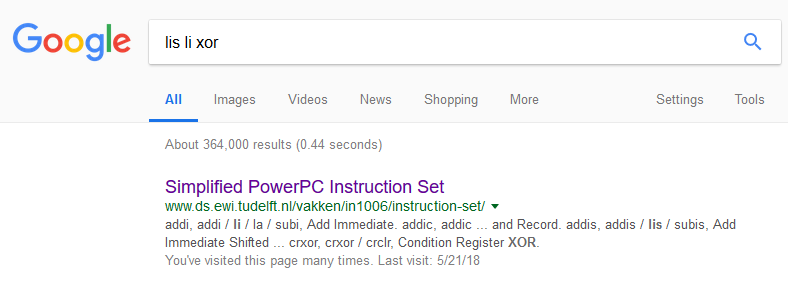 Google
lis li xor
All Images Videos News Shopping More Settings Tools
About 364,000 results (0.44 seconds)
Simplified PowerPC Instruction Set
www.ds.ewi.tudelft.nl/vakken/in1006/instruction-set/
addi, addi / li / la / subi, Add Immediate. addic, addic ... and Record. addis, addis / lis / subis, Add
Immediate Shifted ... crxor, crxor / crclr, Condition Register XOR.
You've visited this page many times. Last visit: 5/21/18